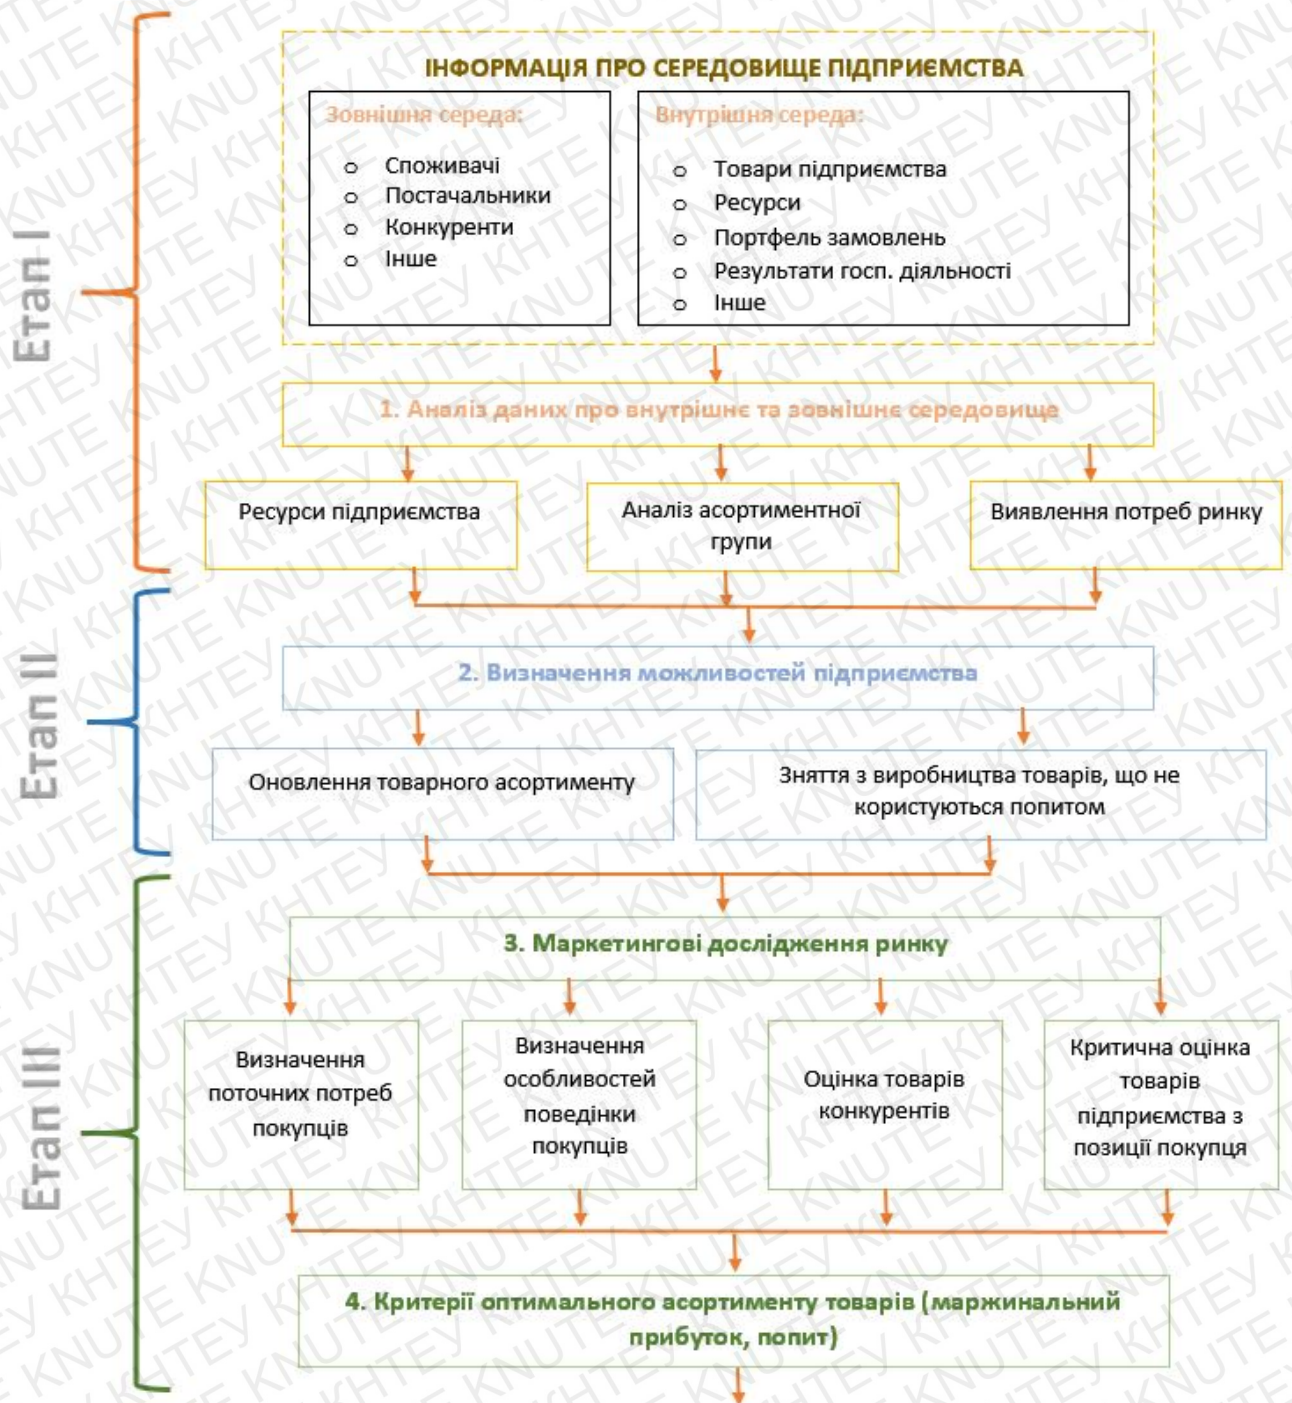 ІНФОРМАЦІЯ ПРО СЕРЕДОВИЩЕ ПІДПРИЄМСТВА
Зовнішня середа:
Споживачі
Постачальники
Конкуренти
Інше
Внутрішня середа:
Товари підприємства
Ресурси
Портфель замовлень
Результати госп. діяльності
Інше
Етап І
1. Аналіз даних про внутрішнє та зовнішнє середовище
Ресурси підприємства
Аналіз асортиментної
групи
Виявлення потреб ринку
Етап ІІ
2. Визначення можливостей підприємства
Оновлення товарного асортименту
Зняття з виробництва товарів, що не
користуються попитом
Етап ІІІ
3. Маркетингові дослідження ринку
Визначення
поточних потреб
покупців
Визначення
особливостей
поведінки
покупців
Оцінка товарів
конкурентів
Критична оцінка
товарів
підприємства з
позиції покупця
4. Критерії оптимального асортименту товарів (маржинальний
прибуток, попит)
КНТЕУ KNUTE